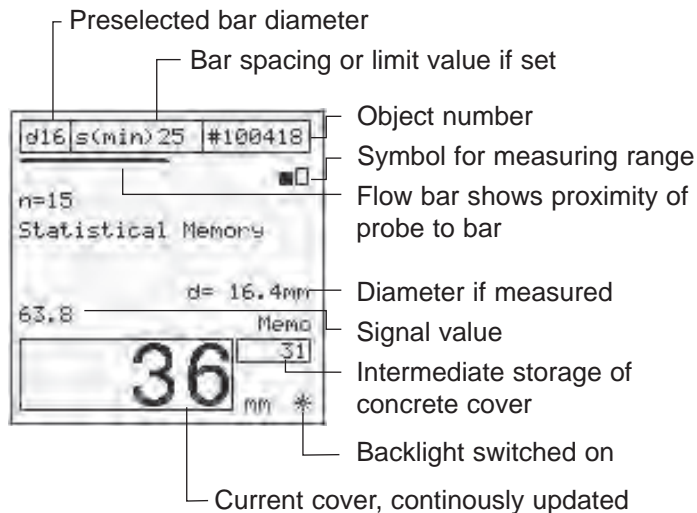 Preselected bar diameter
Bar spacing or limit value if set
d16 s(min)25 #100418
Object number
Symbol for measuring range
Flow bar shows proximity of
probe to bar
n=15
Statistical Memory
d= 16.4mm
Diameter if measured
63.8
Signal value
Memo
31
36
mm
Intermediate storage of
concrete cover
Backlight switched on
Current cover, continously updated